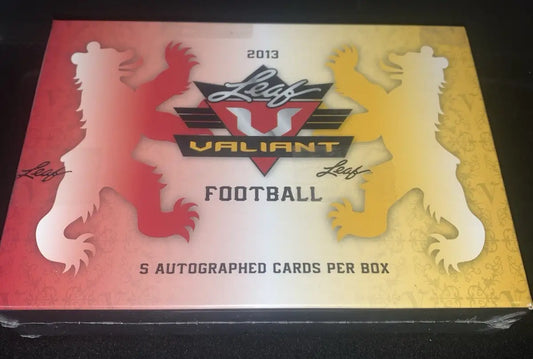 2013
Leaf
V
VALIANT
Leaf
Leaf
FOOTBALL
5 AUTOGRAPHED CARDS PER BOX